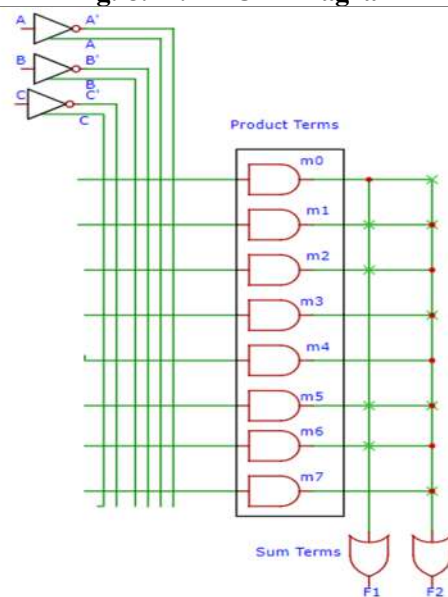 A A'
A
B B'
B
C C'
C
Product Terms
m0
m1
m2
m3
m4
m5
m6
m7
Sum Terms
F1 F2